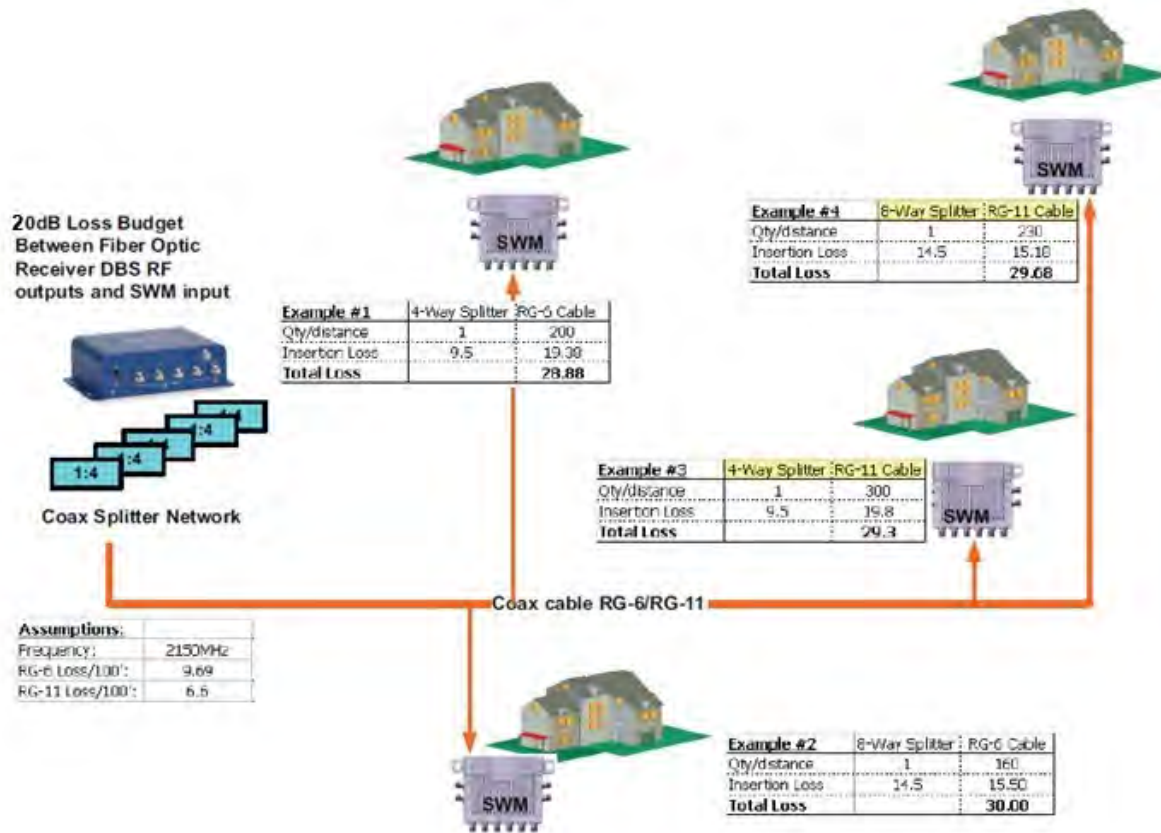 20dB Loss Budget
Between Fiber Optic
Receiver DBS RF
outputs and SWM input
1:4
1:4
1:4
Coax Splitter Network
SWM
Example #1 4-Way Splitter RG-6 Cable
Qty/distance 1 200
Insertion Loss 9.5 19.38
Total Loss 28.88
SWM
Example #4 8-Way Splitter RG-11 Cable
Qty/distance 1 230
Insertion Loss 14.5 15.18
Total Loss 29.68
Example #3 4-Way Splitter RG-11 Cable
Qty/distance 1 300
Insertion Loss 9.5 19.8
Total Loss 29.3
SWM
Coax cable RG-6/RG-11
Assumptions:
Frequency: 2150MHz
RG-6 Loss/100': 9.69
RG-11 Loss/100': 6.6
SWM
Example #2 8-Way Splitter RG-6 Cable
Qty/distance 1 160
Insertion Loss 14.5 15.50
Total Loss 30.00